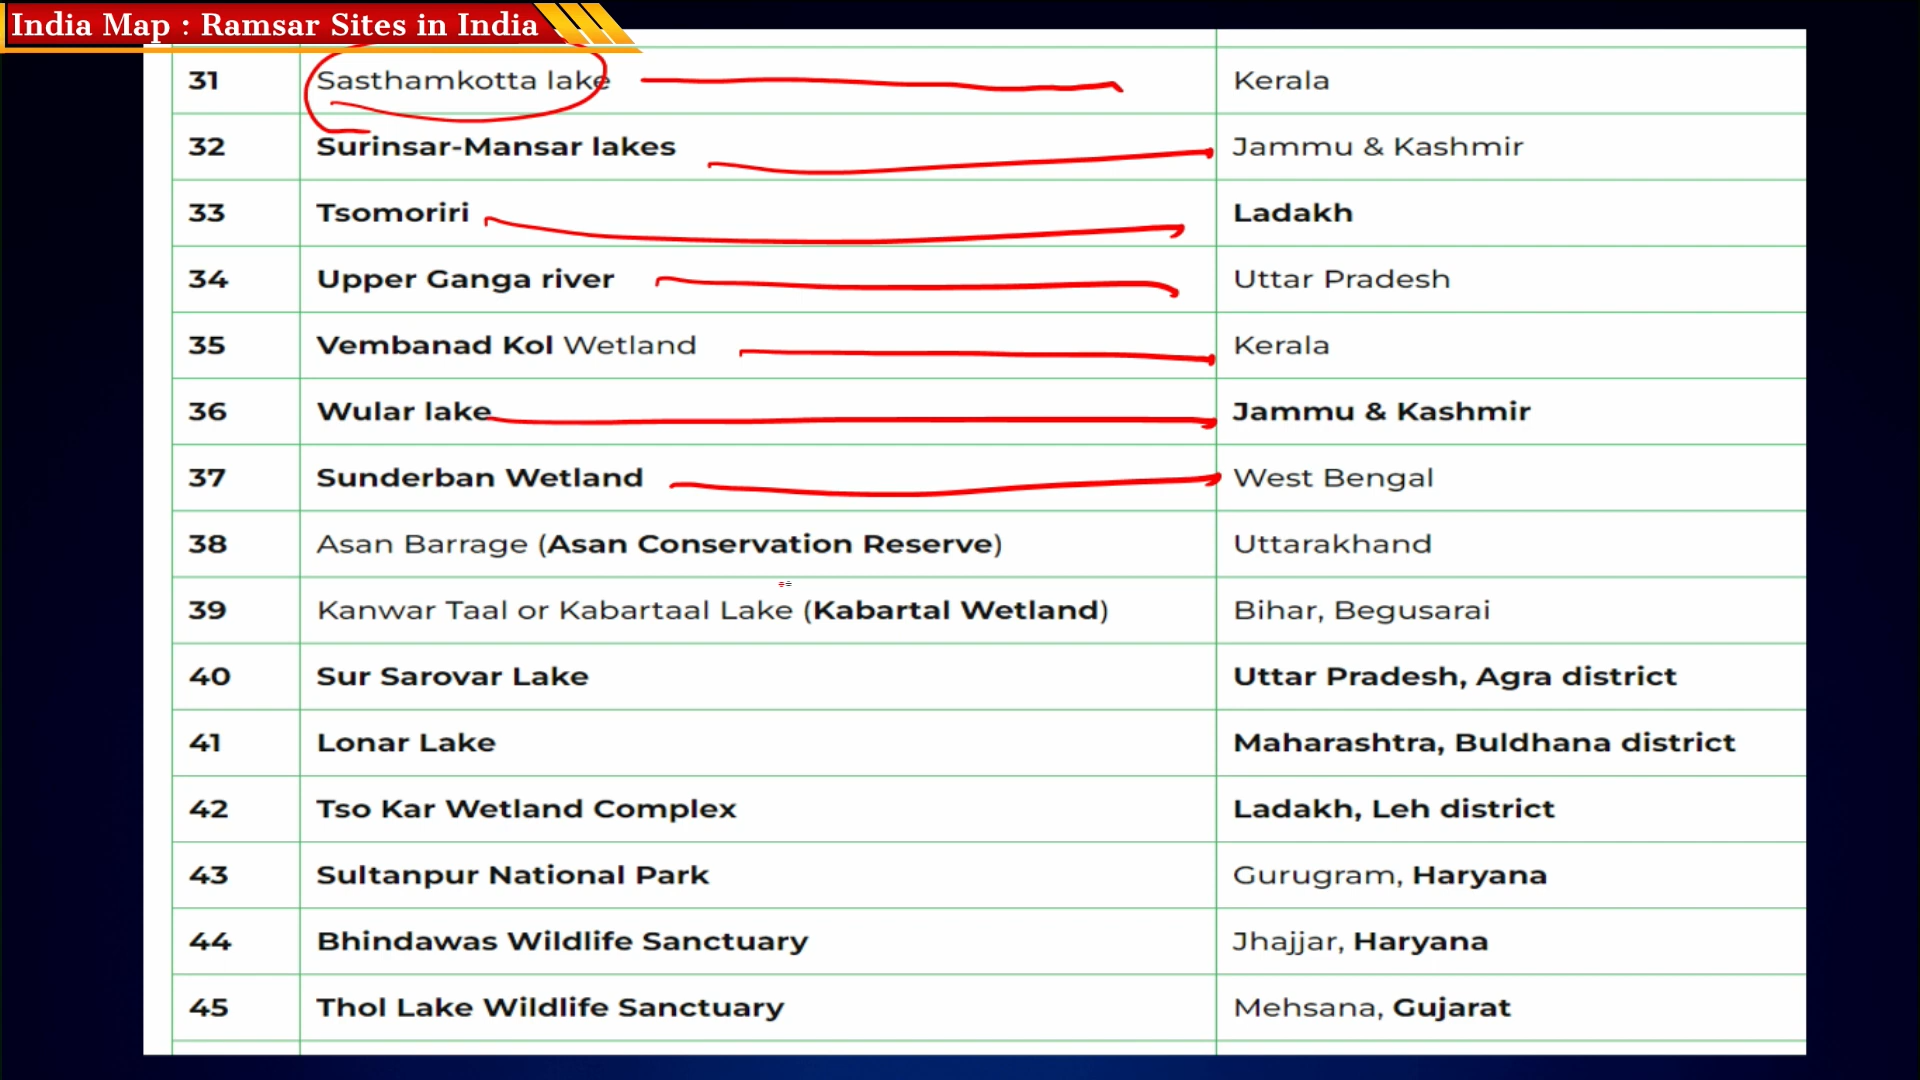 India Map : Ramsar Sites in India
31 Sasthamkotta lake Kerala
32 Surinsar-Mansar lakes Jammu & Kashmir
33 Tsomoriri Ladakh
34 Upper Ganga river Uttar Pradesh
35 Vembanad Kol Wetland Kerala
36 Wular lake Jammu & Kashmir
37 Sunderban Wetland West Bengal
38 Asan Barrage (Asan Conservation Reserve) Uttarakhand
39 Kanwar Taal or Kabartaal Lake (Kabartal Wetland) Bihar, Begusarai
40 Sur Sarovar Lake Uttar Pradesh, Agra district
41 Lonar Lake Maharashtra, Buldhana district
42 Tso Kar Wetland Complex Ladakh, Leh district
43 Sultanpur National Park Gurugram, Haryana
44 Bhindawas Wildlife Sanctuary Jhajjar, Haryana
45 Thol Lake Wildlife Sanctuary Mehsana, Gujarat